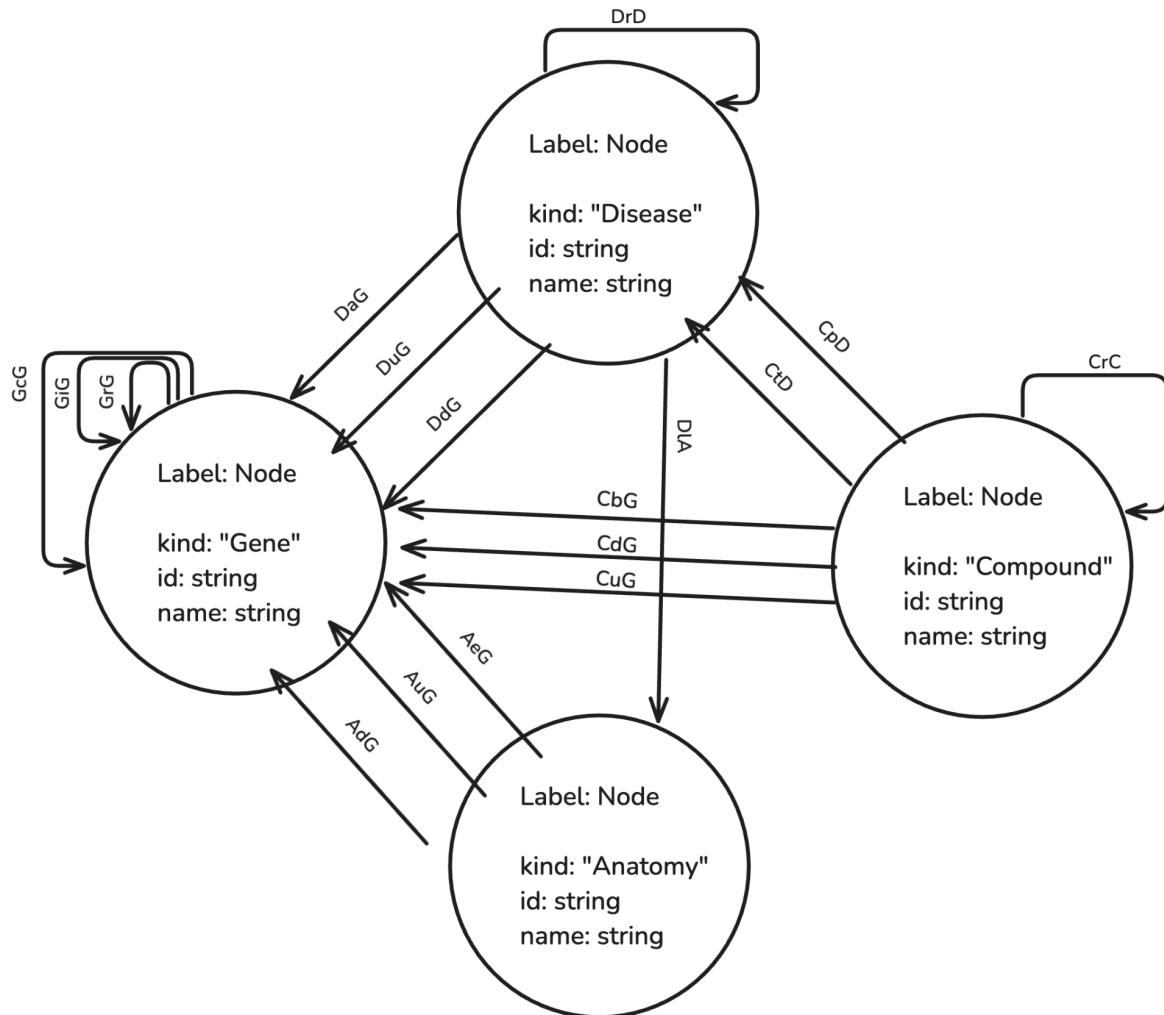 DrD
Label: Node
kind: "Disease"
id: string
name: string
DaG
DuG
DdG
CpD
CtD
DlA
GcG
GiG
GrG
CrC
Label: Node
kind: "Gene"
id: string
name: string
CbG
CdG
CuG
Label: Node
kind: "Compound"
id: string
name: string
AeG
AuG
AdG
Label: Node
kind: "Anatomy"
id: string
name: string